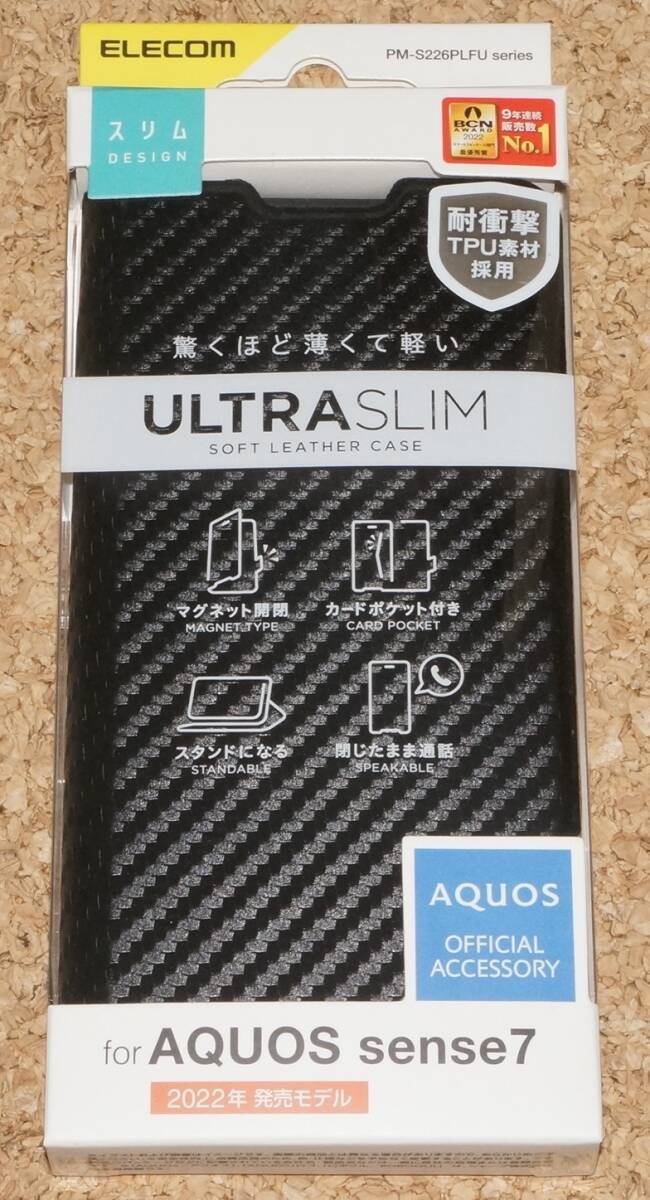 ELECOM
PM-S226PLFU series
スリム
DESIGN
BCN
AWARD
2022
最優秀賞
9年連続
販売数
No.1
耐衝撃
TPU素材
採用
驚くほど薄くて軽い
ULTRASLIM
SOFT LEATHER CASE
マグネット開閉
MAGNET TYPE
カードポケット付き
CARD POCKET
スタンドになる
STANDABLE
閉じたまま通話
SPEAKABLE
AQUOS
OFFICIAL
ACCESSORY
for AQUOS sense7
2022年 発売モデル